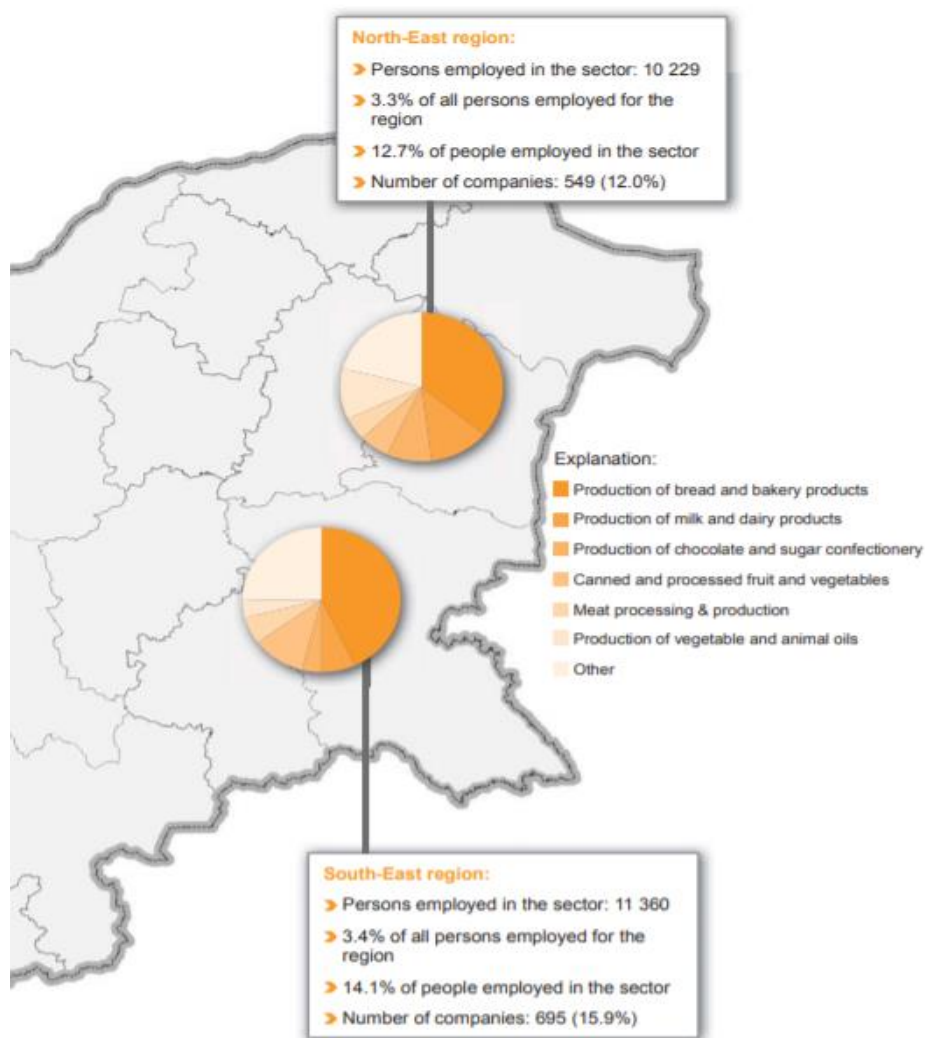 North-East region:
Persons employed in the sector: 10 229
3.3% of all persons employed for the
region
12.7% of people employed in the sector
Number of companies: 549 (12.0%)
Explanation:
Production of bread and bakery products
Production of milk and dairy products
Production of chocolate and sugar confectionery
Canned and processed fruit and vegetables
Meat processing & production
Production of vegetable and animal oils
Other
South-East region:
Persons employed in the sector: 11 360
3.4% of all persons employed for the
region
14.1% of people employed in the sector
Number of companies: 695 (15.9%)